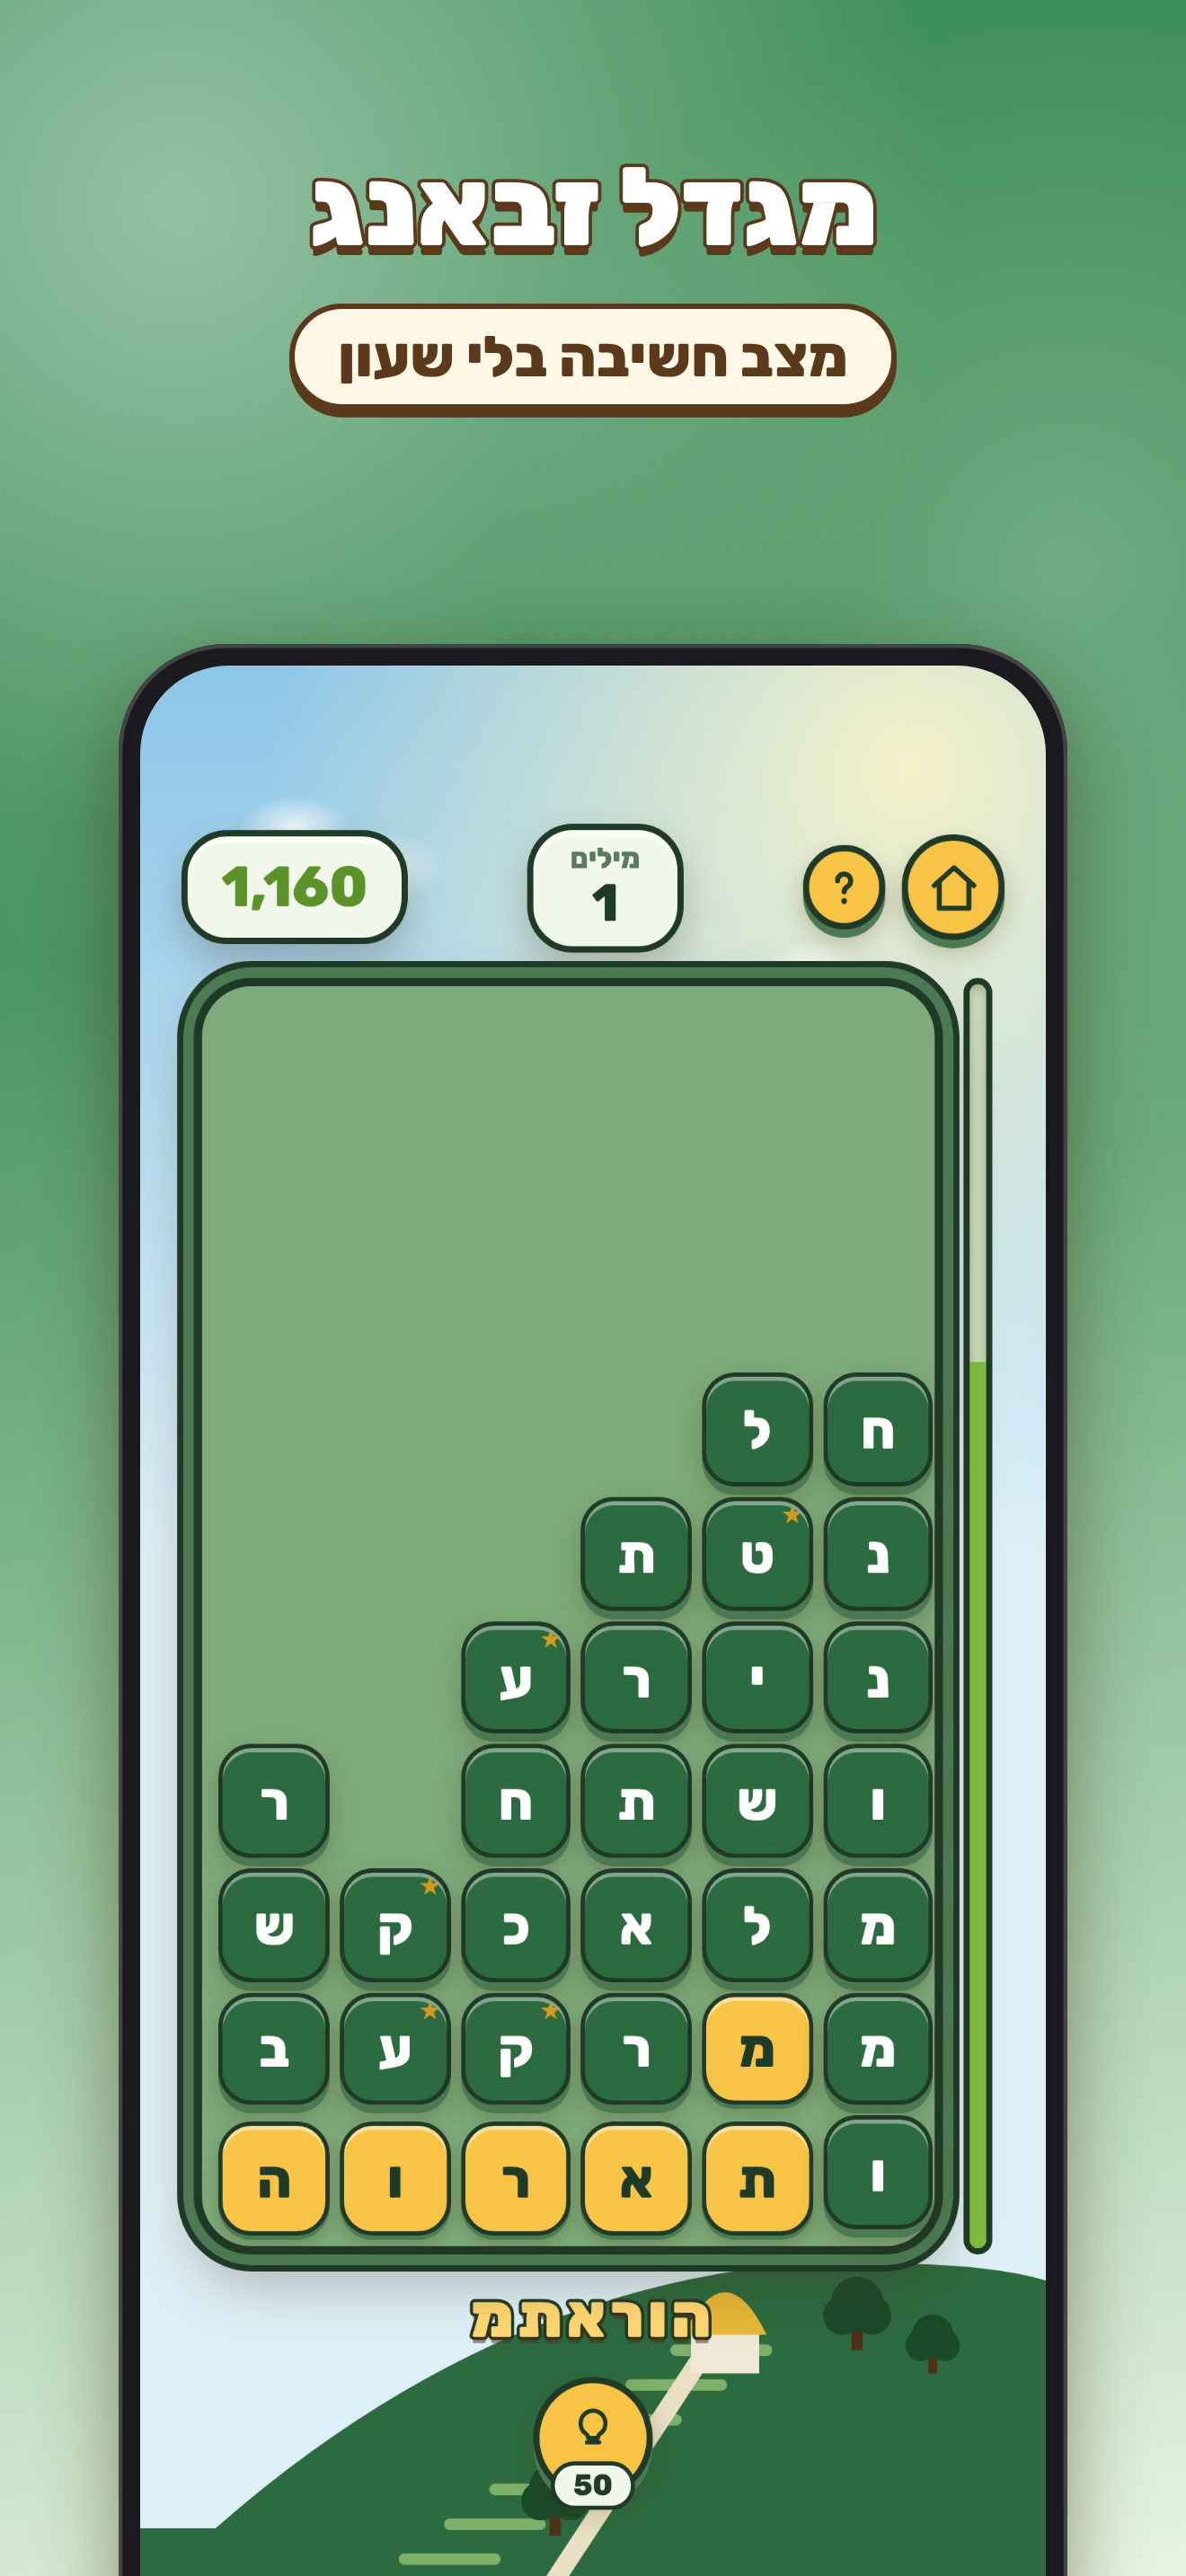 מגדל זבאנג
מצב חשיבה בלי שעון
? מילים 1,160
1
ח ל
נ ט ת
נ י ר ע
ו ש ת ח ר
מ ל א כ ק ש
מ מ ר ק ע ב
ו ת א ר ו ה
הוראתמ
50